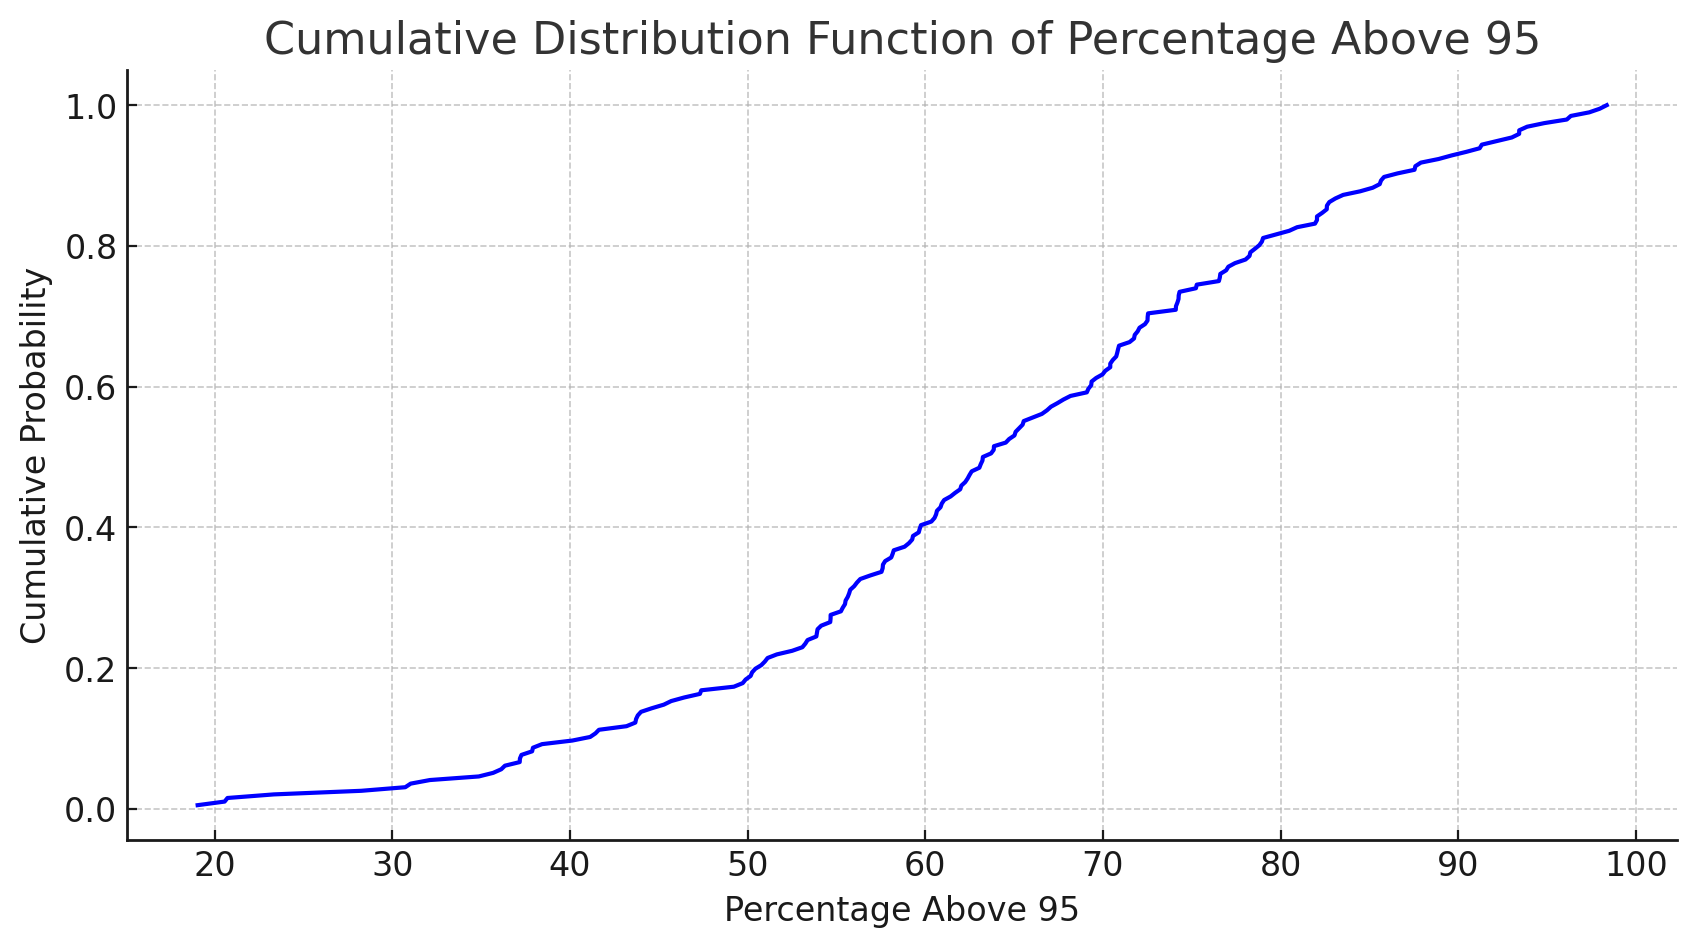 Cumulative Distribution Function of Percentage Above 95
Cumulative Probability
1.0
0.8
0.6
0.4
0.2
0.0
20 30 40 50 60 70 80 90 100
Percentage Above 95